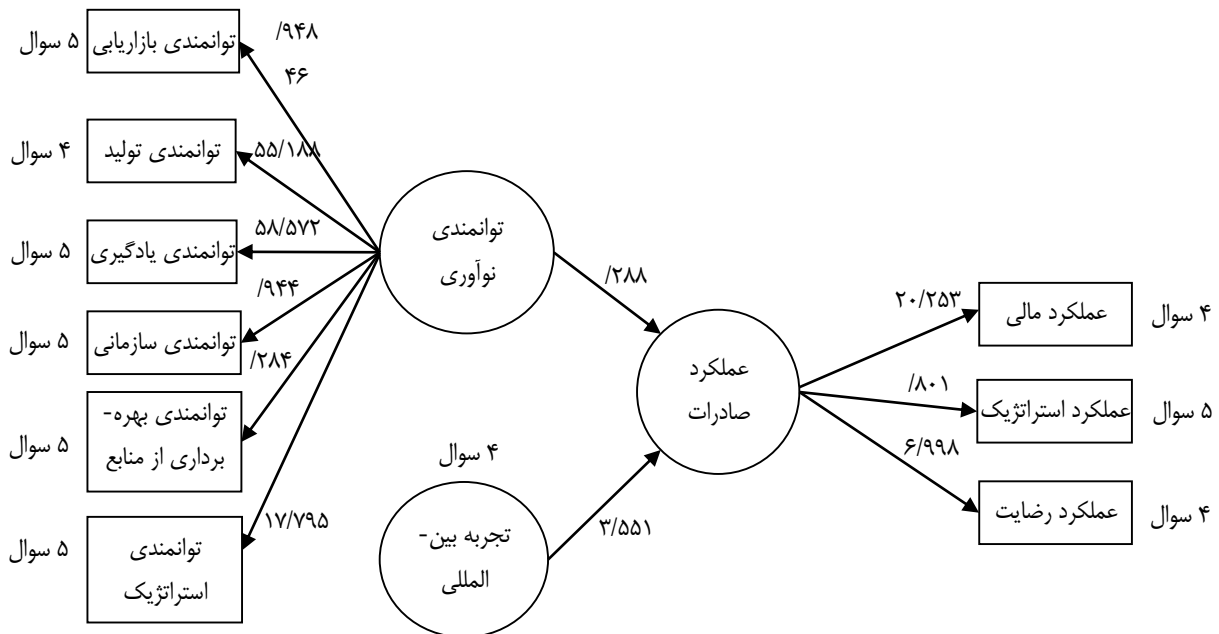 توانمندی بازاریابی
۵ سوال
/۹۴۸
۴۶
توانمندی تولید
۴ سوال
۵۵/۱۸۸
توانمندی یادگیری
۵ سوال
۵۸/۵۷۲
توانمندی سازمانی
۵ سوال
/۹۴۴
توانمندی بهره-
برداری از منابع
۵ سوال
/۲۸۴
توانمندی
استراتژیک
۵ سوال
۱۷/۷۹۵
توانمندی
نوآوری
/۲۸۸
۴ سوال
تجربه بین-
المللی
۳/۵۵۱
عملکرد
صادرات
۲۰/۲۵۳
عملکرد مالی
۴ سوال
/۸۰۱
عملکرد استراتژیک
۵ سوال
۶/۹۹۸
عملکرد رضایت
۴ سوال